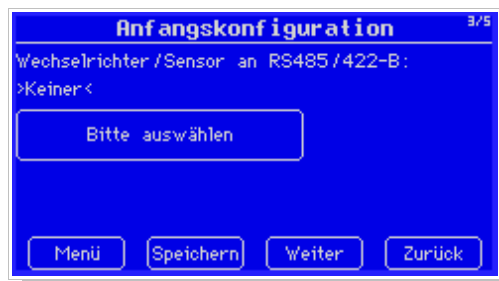 Anfangskonfiguration 3/5
Wechselrichter/Sensor an RS485/422-B:
>Keiner<
Bitte auswählen
Menü Speichern Weiter Zurück